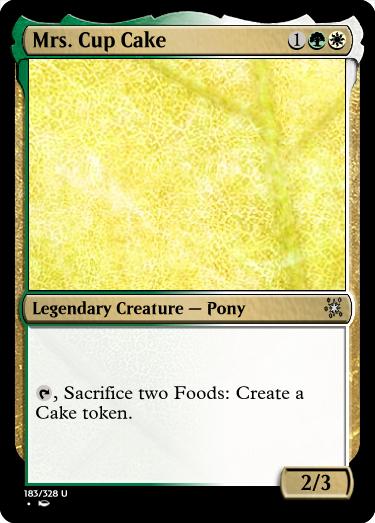 Mrs. Cup Cake 1
Legendary Creature — Pony
, Sacrifice two Foods: Create a
Cake token.
2/3
183/328 U